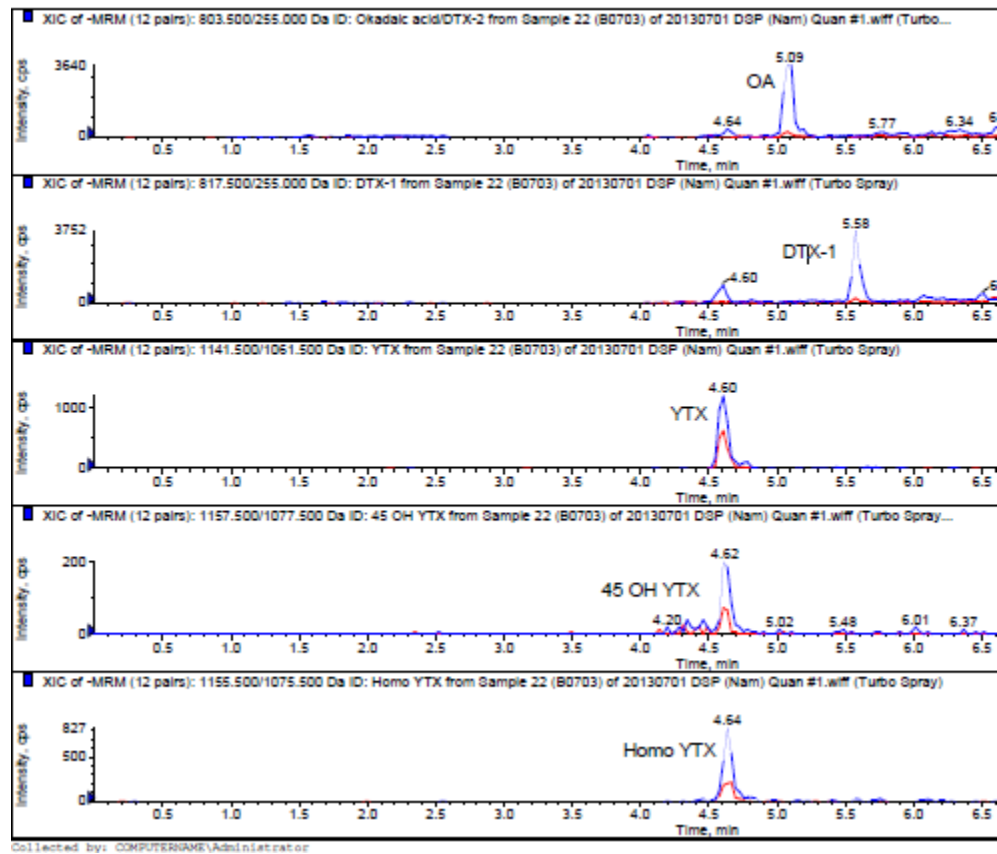 XIC of -MRM (12 pairs): 803.500/255.000 Da ID: Okadaic acid/DTX-2 from Sample 22 (B0703) of 20130701 DSP (Nam) Quan #1.wiff (Turbo...
Intensity, cps
3640
0
OA
4.64
5.09
5.77
6.34
0.5 1.0 1.5 2.0 2.5 3.0 3.5 4.0 4.5 5.0 5.5 6.0 6.5
Time, min
XIC of -MRM (12 pairs): 817.500/255.000 Da ID: DTX-1 from Sample 22 (B0703) of 20130701 DSP (Nam) Quan #1.wiff (Turbo Spray)
Intensity, cps
3752
0
4.60
DTX-1
5.58
0.5 1.0 1.5 2.0 2.5 3.0 3.5 4.0 4.5 5.0 5.5 6.0 6.5
Time, min
XIC of -MRM (12 pairs): 1141.500/1061.500 Da ID: YTX from Sample 22 (B0703) of 20130701 DSP (Nam) Quan #1.wiff (Turbo Spray)
Intensity, cps
1000
0
YTX
4.60
0.5 1.0 1.5 2.0 2.5 3.0 3.5 4.0 4.5 5.0 5.5 6.0 6.5
Time, min
XIC of -MRM (12 pairs): 1157.500/1077.500 Da ID: 45 OH YTX from Sample 22 (B0703) of 20130701 DSP (Nam) Quan #1.wiff (Turbo Spray...
Intensity, cps
200
0
45 OH YTX
4.20
4.62
5.02
5.48
6.01
6.37
0.5 1.0 1.5 2.0 2.5 3.0 3.5 4.0 4.5 5.0 5.5 6.0 6.5
Time, min
XIC of -MRM (12 pairs): 1155.500/1075.500 Da ID: Homo YTX from Sample 22 (B0703) of 20130701 DSP (Nam) Quan #1.wiff (Turbo Spray)
Intensity, cps
827
500
0
Homo YTX
4.64
0.5 1.0 1.5 2.0 2.5 3.0 3.5 4.0 4.5 5.0 5.5 6.0 6.5
Time, min
Collected by: COMPUTERNAME\Administrator